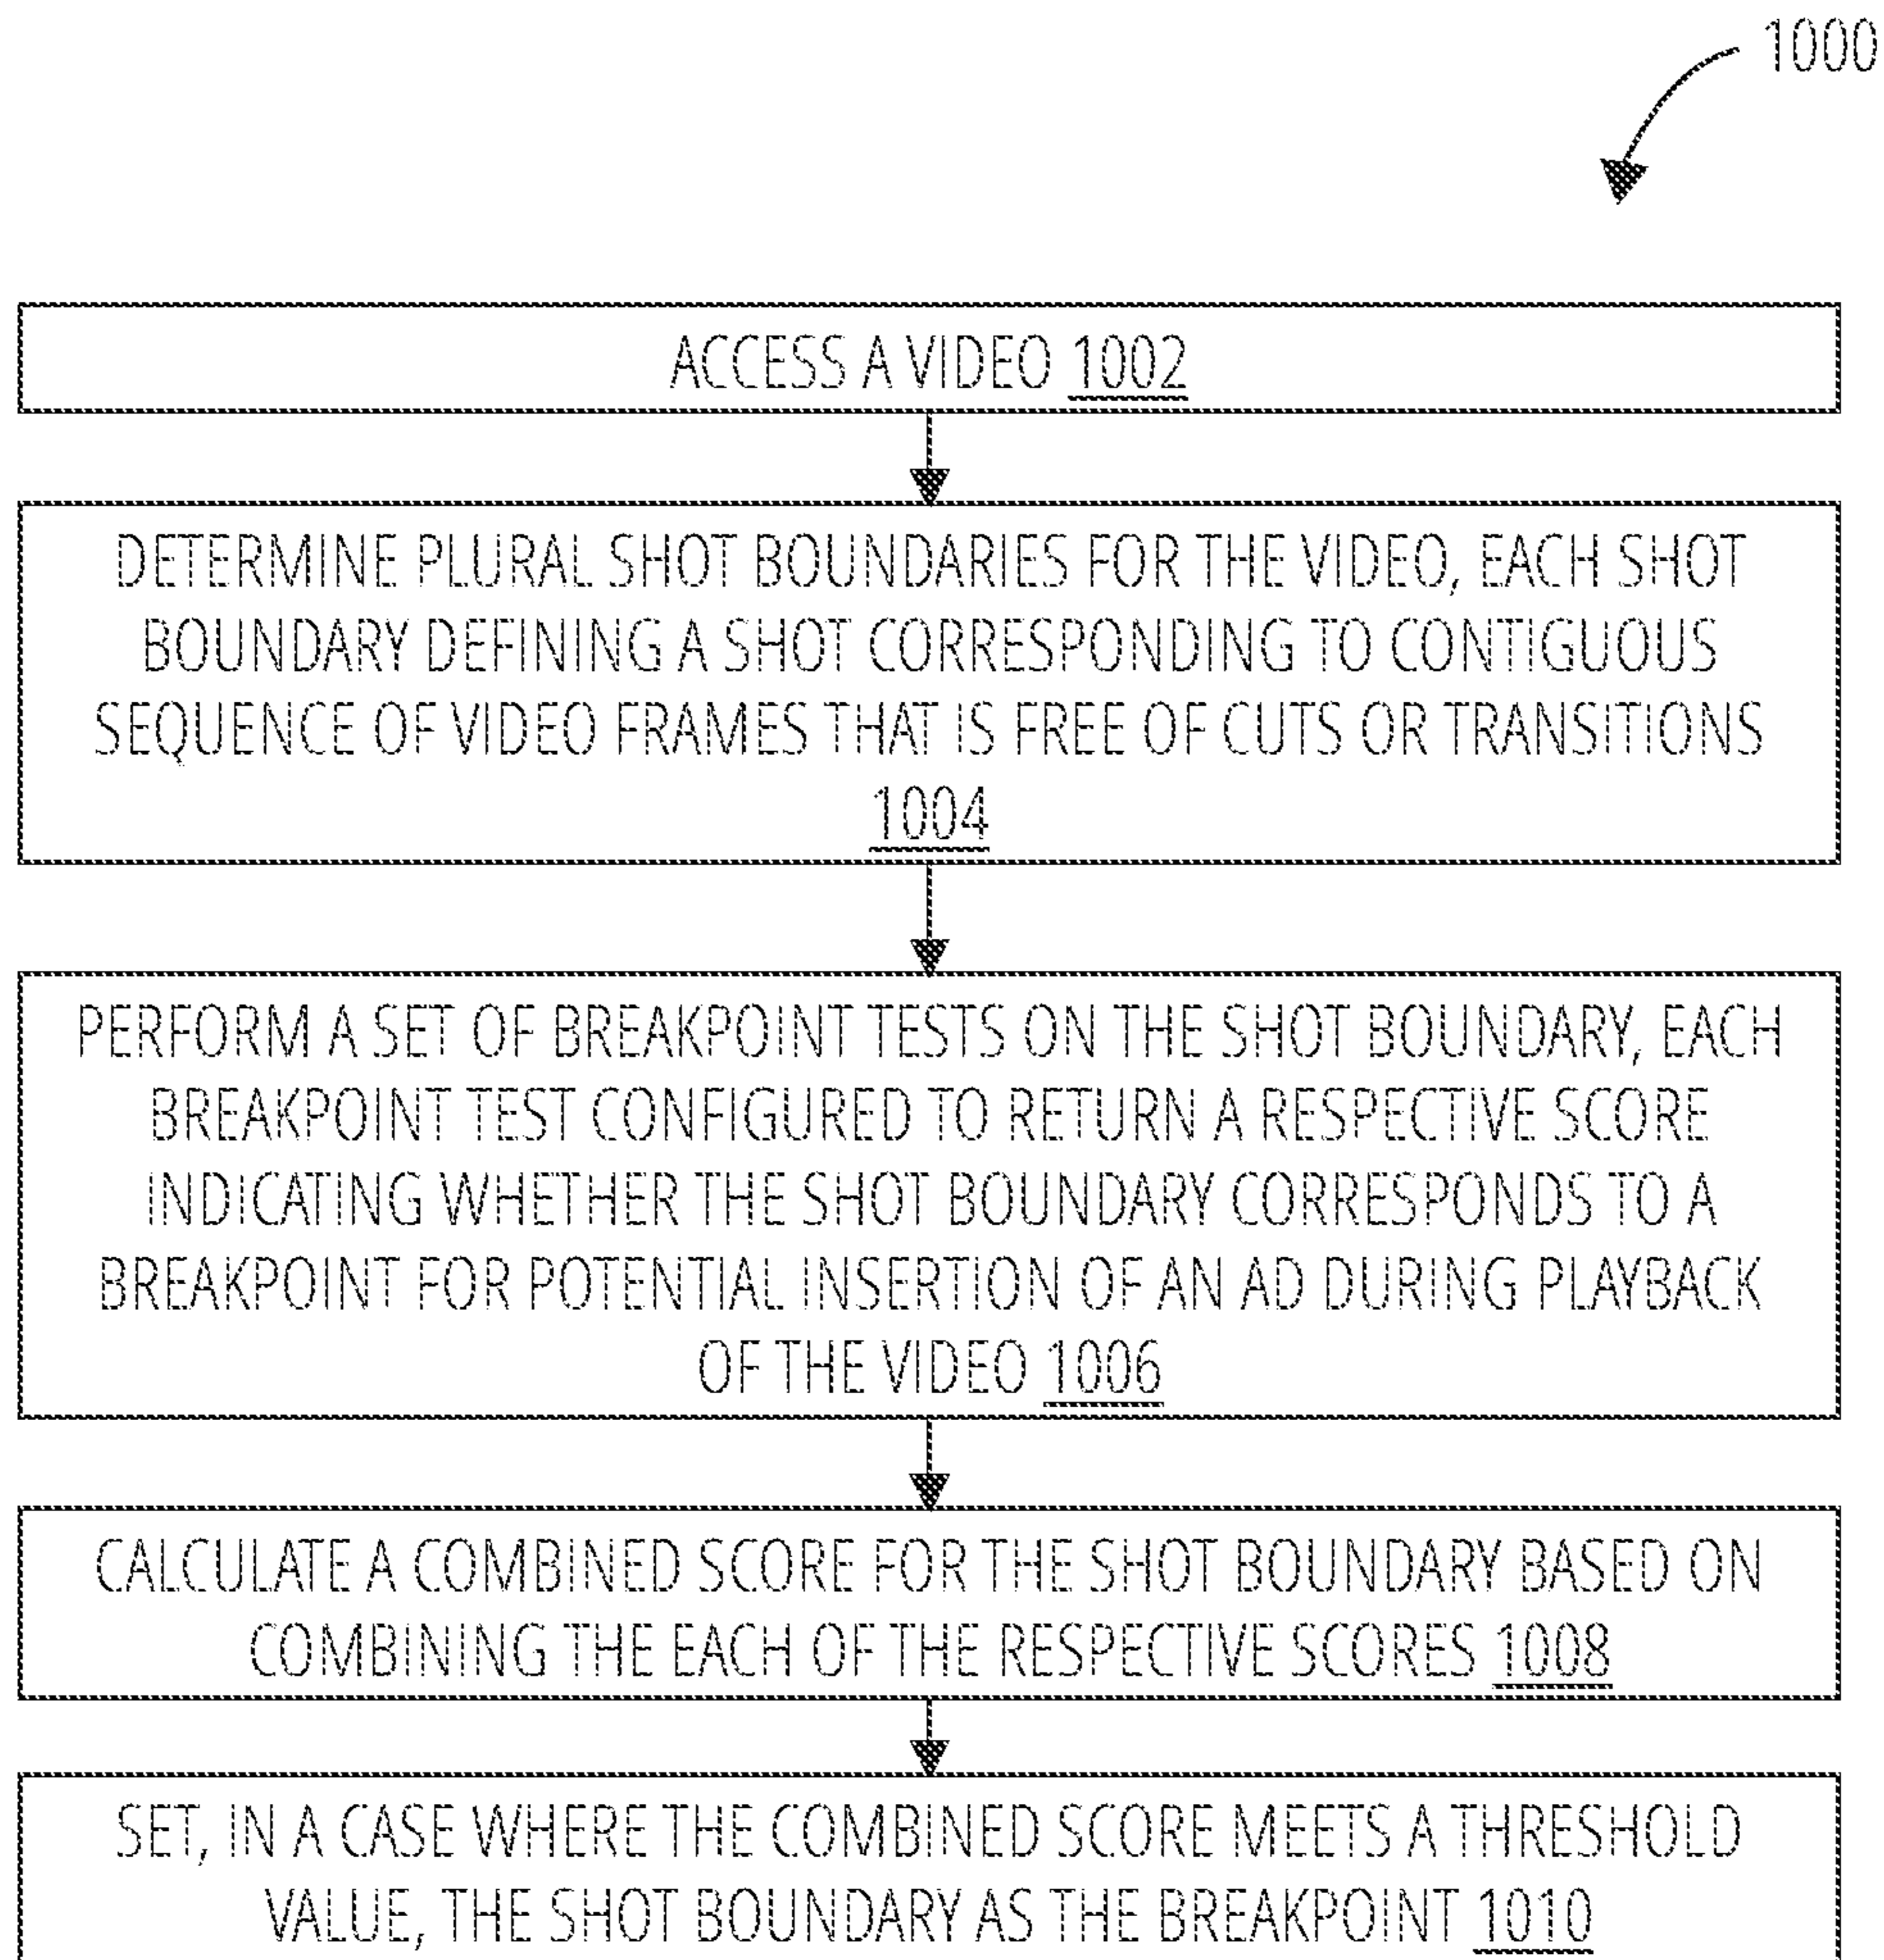 1000
ACCESS A VIDEO 1002
DETERMINE PLURAL SHOT BOUNDARIES FOR THE VIDEO, EACH SHOT
BOUNDARY DEFINING A SHOT CORRESPONDING TO CONTIGUOUS
SEQUENCE OF VIDEO FRAMES THAT IS FREE OF CUTS OR TRANSITIONS
1004
PERFORM A SET OF BREAKPOINT TESTS ON THE SHOT BOUNDARY, EACH
BREAKPOINT TEST CONFIGURED TO RETURN A RESPECTIVE SCORE
INDICATING WHETHER THE SHOT BOUNDARY CORRESPONDS TO A
BREAKPOINT FOR POTENTIAL INSERTION OF AN AD DURING PLAYBACK
OF THE VIDEO 1006
CALCULATE A COMBINED SCORE FOR THE SHOT BOUNDARY BASED ON
COMBINING THE EACH OF THE RESPECTIVE SCORES 1008
SET, IN A CASE WHERE THE COMBINED SCORE MEETS A THRESHOLD
VALUE, THE SHOT BOUNDARY AS THE BREAKPOINT 1010